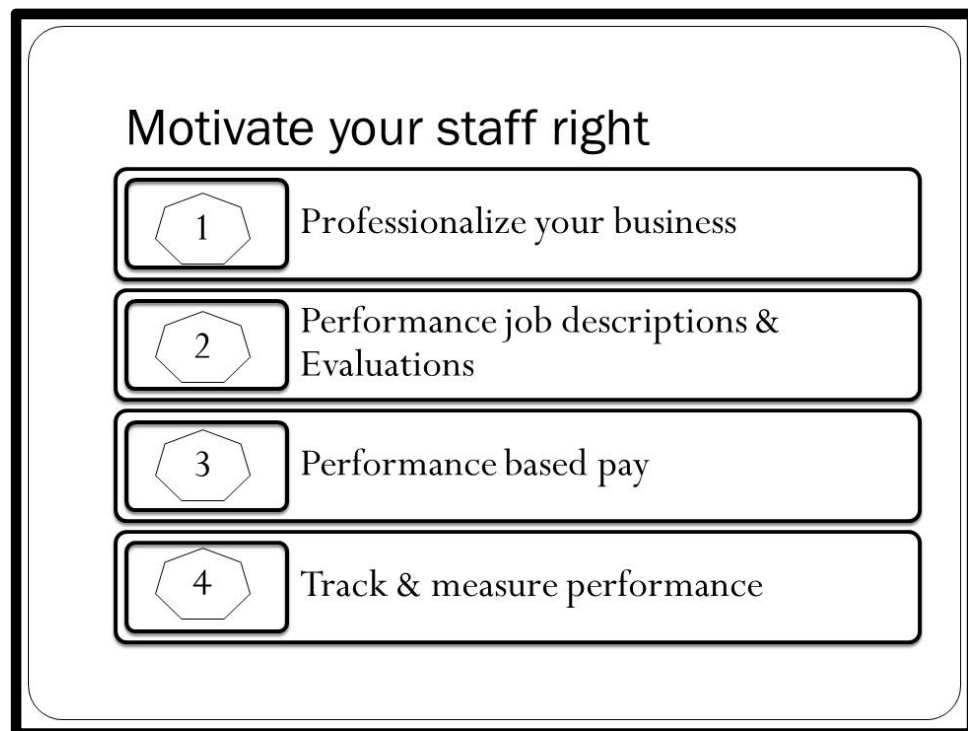 Motivate your staff right
1 Professionalize your business
2 Performance job descriptions &
Evaluations
3 Performance based pay
4 Track & measure performance